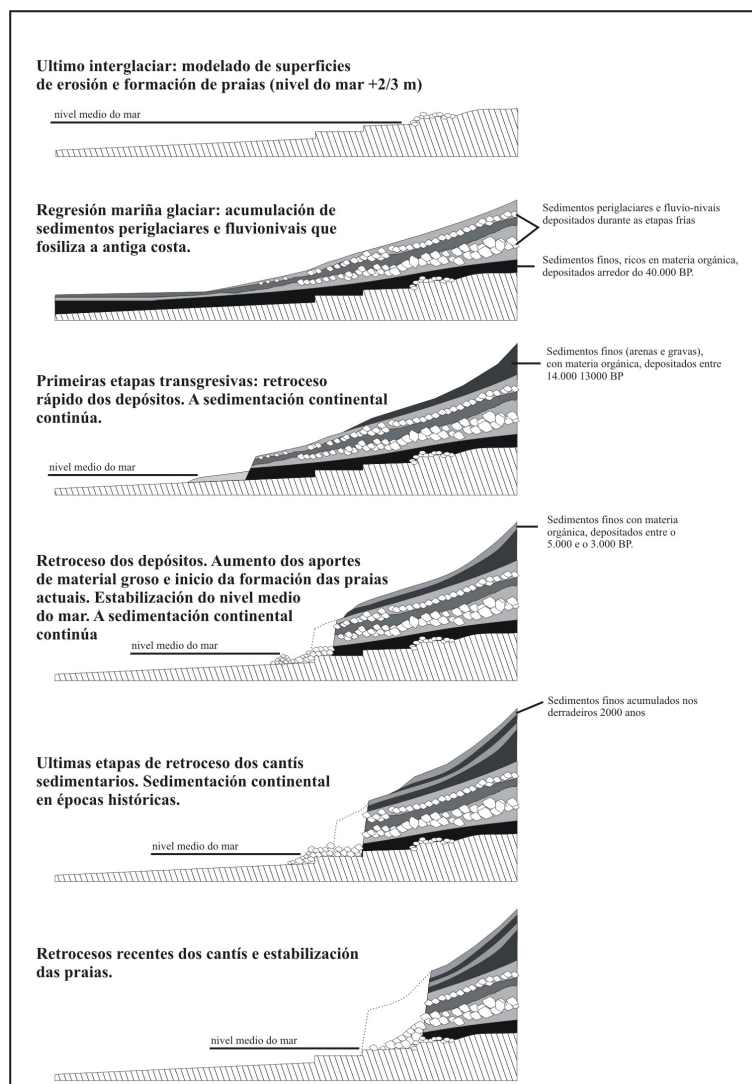 Ultimo interglaciar: modelado de superficies
de erosión e formación de praias (nivel do mar +2/3 m)
nivel medio do mar
Regresión mariña glaciar: acumulación de
sedimentos periglaciares e fluvionivais que
fosiliza a antiga costa.
Sedimentos periglaciares e fluvio-nivais
depositados durante as etapas frías
Sedimentos finos, ricos en materia orgánica,
depositados arredor do 40.000 BP.
Primeiras etapas transgresivas: retroceso
rápido dos depósitos. A sedimentación continental
continúa.
nivel medio do mar
Sedimentos finos (arenas e gravas),
con materia orgánica, depositados entre
14.000 13000 BP
Retroceso dos depósitos. Aumento dos aportes
de material groso e inicio da formación das praias
actuais. Estabilización do nivel medio
do mar. A sedimentación continental
continúa
nivel medio do mar
Sedimentos finos con materia
orgánica, depositados entre o
5.000 e o 3.000 BP.
Ultimas etapas de retroceso dos cantís
sedimentarios. Sedimentación continental
en épocas históricas.
nivel medio do mar
Sedimentos finos acumulados nos
derradeiros 2000 anos
Retrocesos recentes dos cantís e estabilización
das praias.
nivel medio do mar